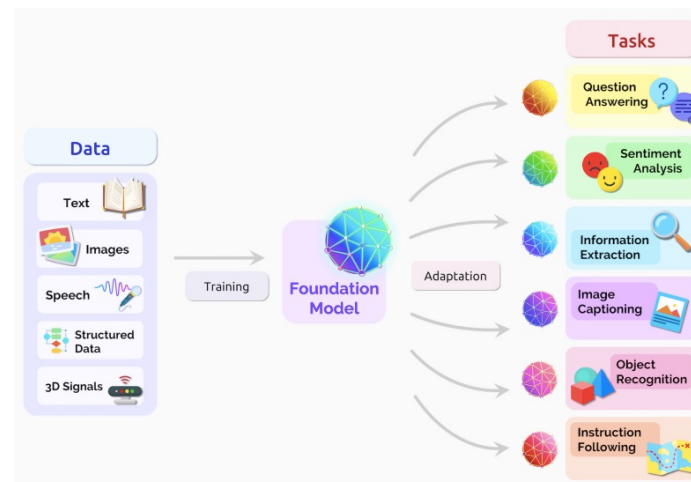 Data
Text
Images
Speech
Structured
Data
3D Signals
Training
Foundation
Model
Adaptation
Tasks
Question
Answering
?
Sentiment
Analysis
Information
Extraction
Image
Captioning
Object
Recognition
Instruction
Following